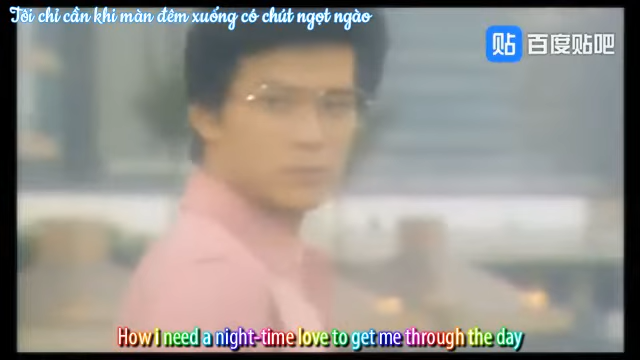 Tôi chỉ cần khi màn đêm xuống có chút ngọt ngào
贴 百度贴吧
How i need a night-time love to get me through the day